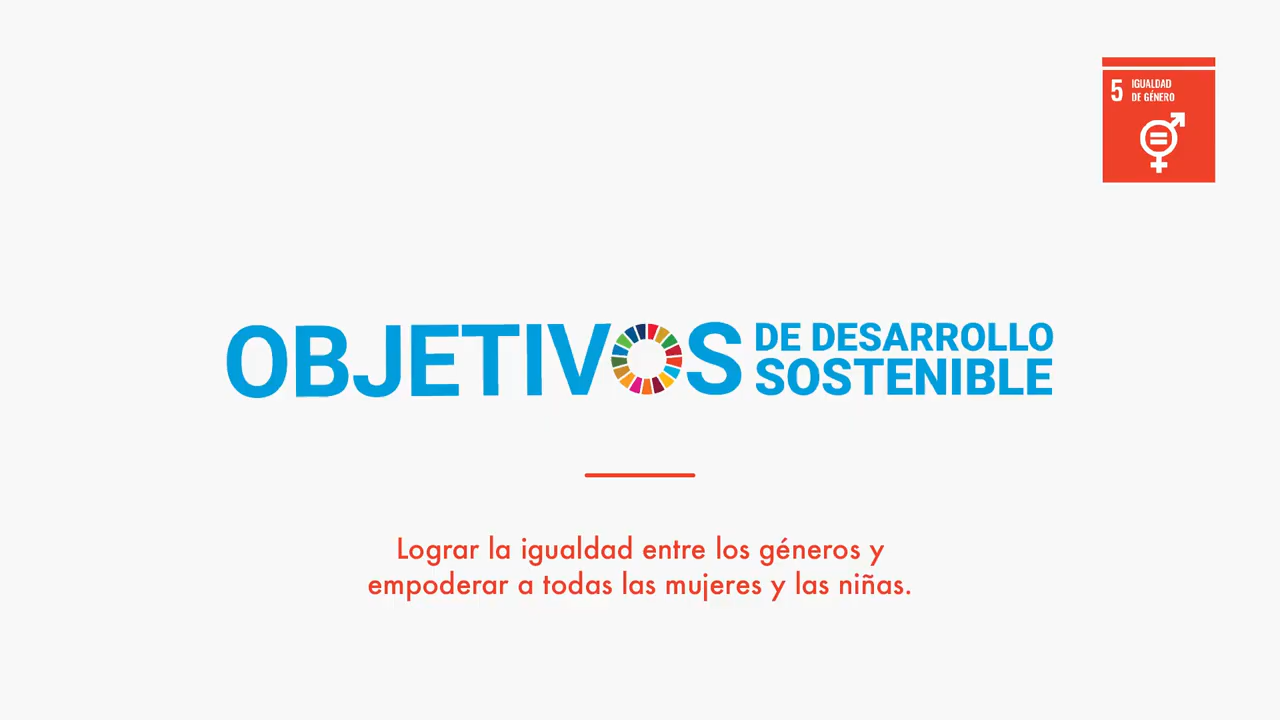 5 IGUALDAD
DE GÉNERO
OBJETIVOS DE DESARROLLO
SOSTENIBLE
Lograr la igualdad entre los géneros y
empoderar a todas las mujeres y las niñas.